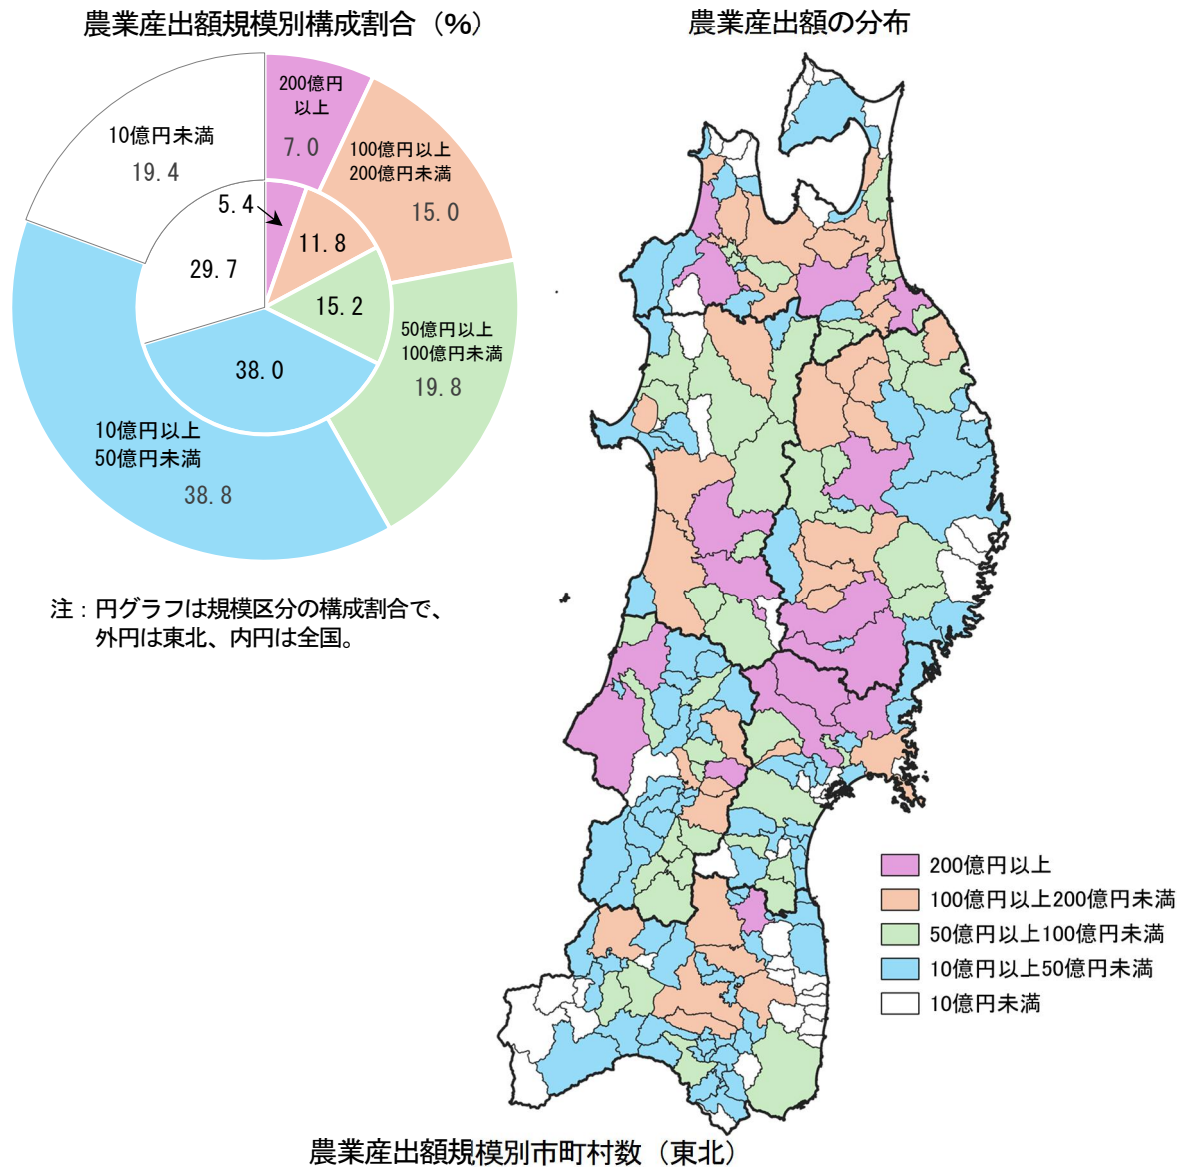 農業産出額規模別構成割合（%）
農業産出額の分布
200億円
以上
7.0
100億円以上
200億円未満
15.0
10億円未満
19.4
5.4
11.8
29.7
15.2
50億円以上
100億円未満
19.8
38.0
10億円以上
50億円未満
38.8
注：円グラフは規模区分の構成割合で、
外円は東北、内円は全国。
200億円以上
100億円以上200億円未満
50億円以上100億円未満
10億円以上50億円未満
10億円未満
農業産出額規模別市町村数（東北）